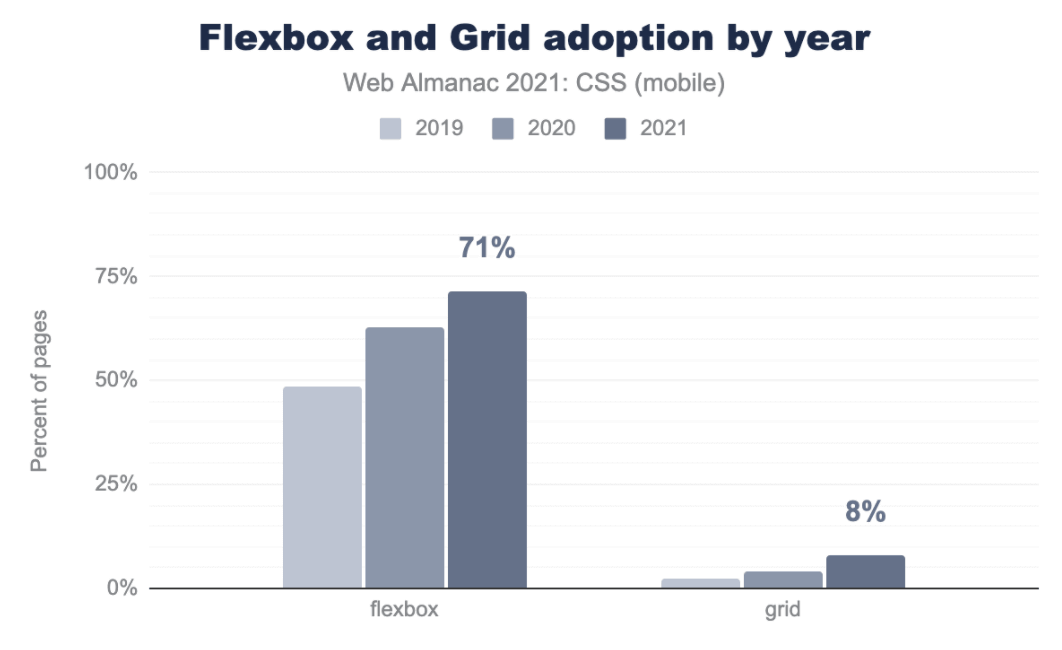 Flexbox and Grid adoption by year
Web Almanac 2021: CSS (mobile)
2019 2020 2021
100%
75%
50%
25%
0%
Percent of pages
71%
8%
flexbox grid